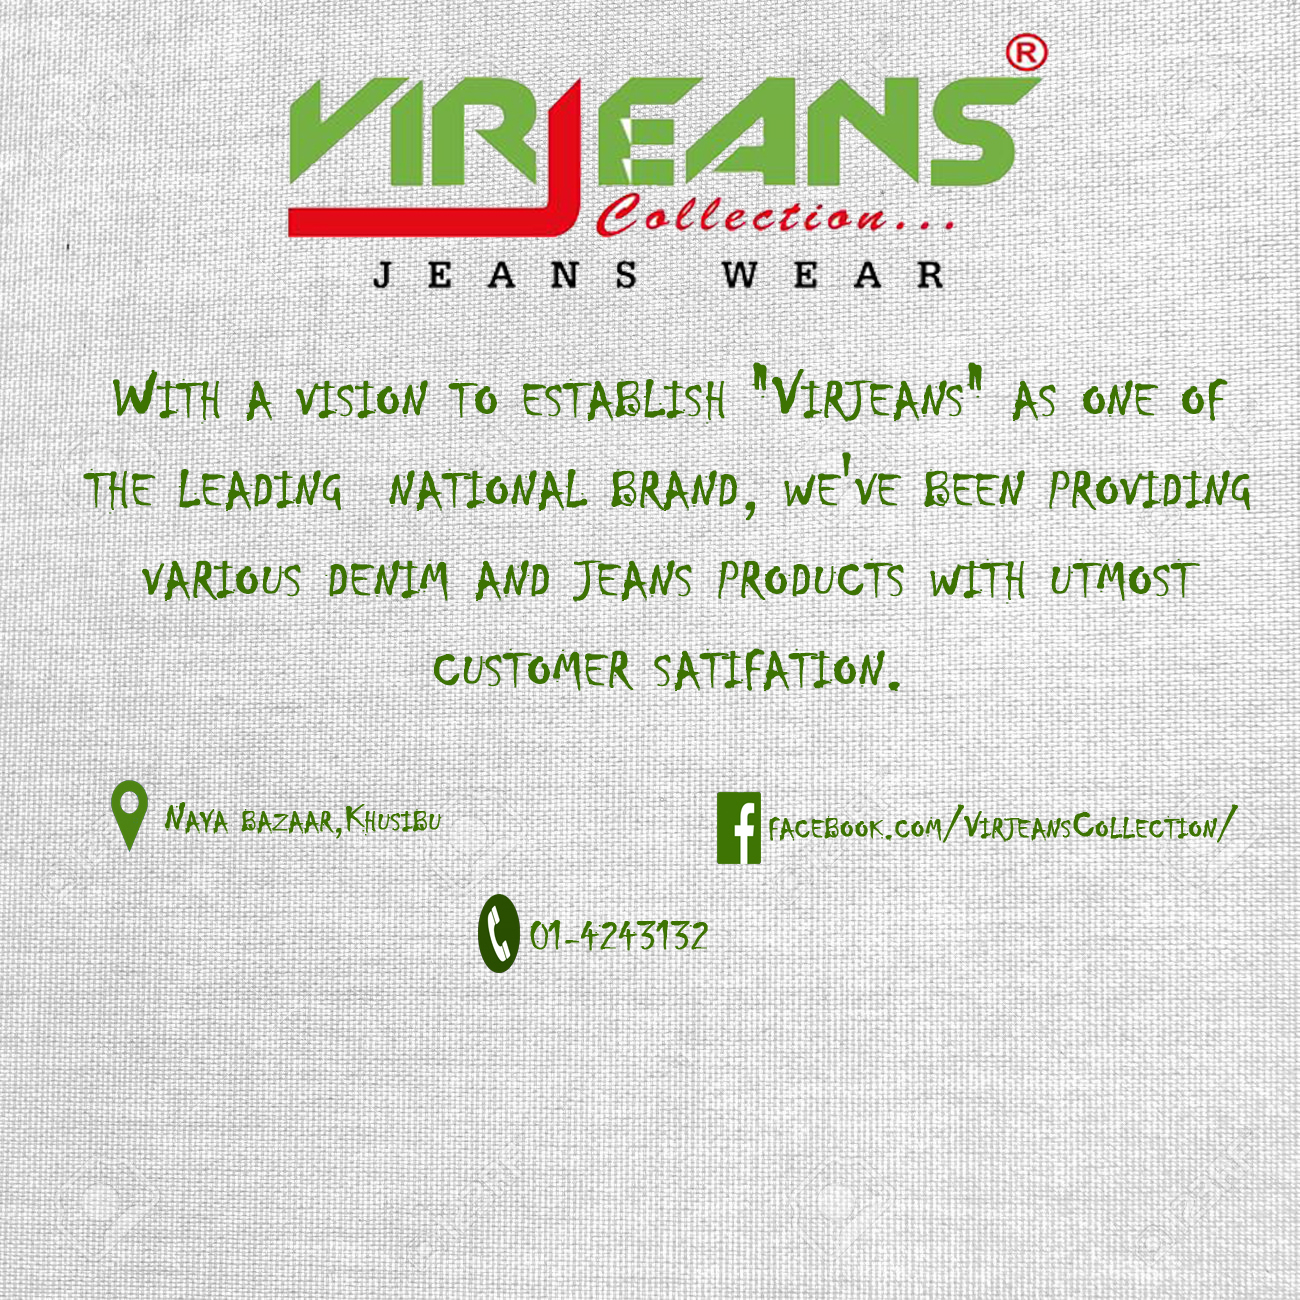 VIRJEANS ®
Collection...
JEANS WEAR
With a vision to establish "Virjeans" as one of
the leading national brand, we've been providing
various denim and jeans products with utmost
customer satifation.
Naya bazaar,Khusibu
facebook.com/VirjeansCollection/
01-4243132